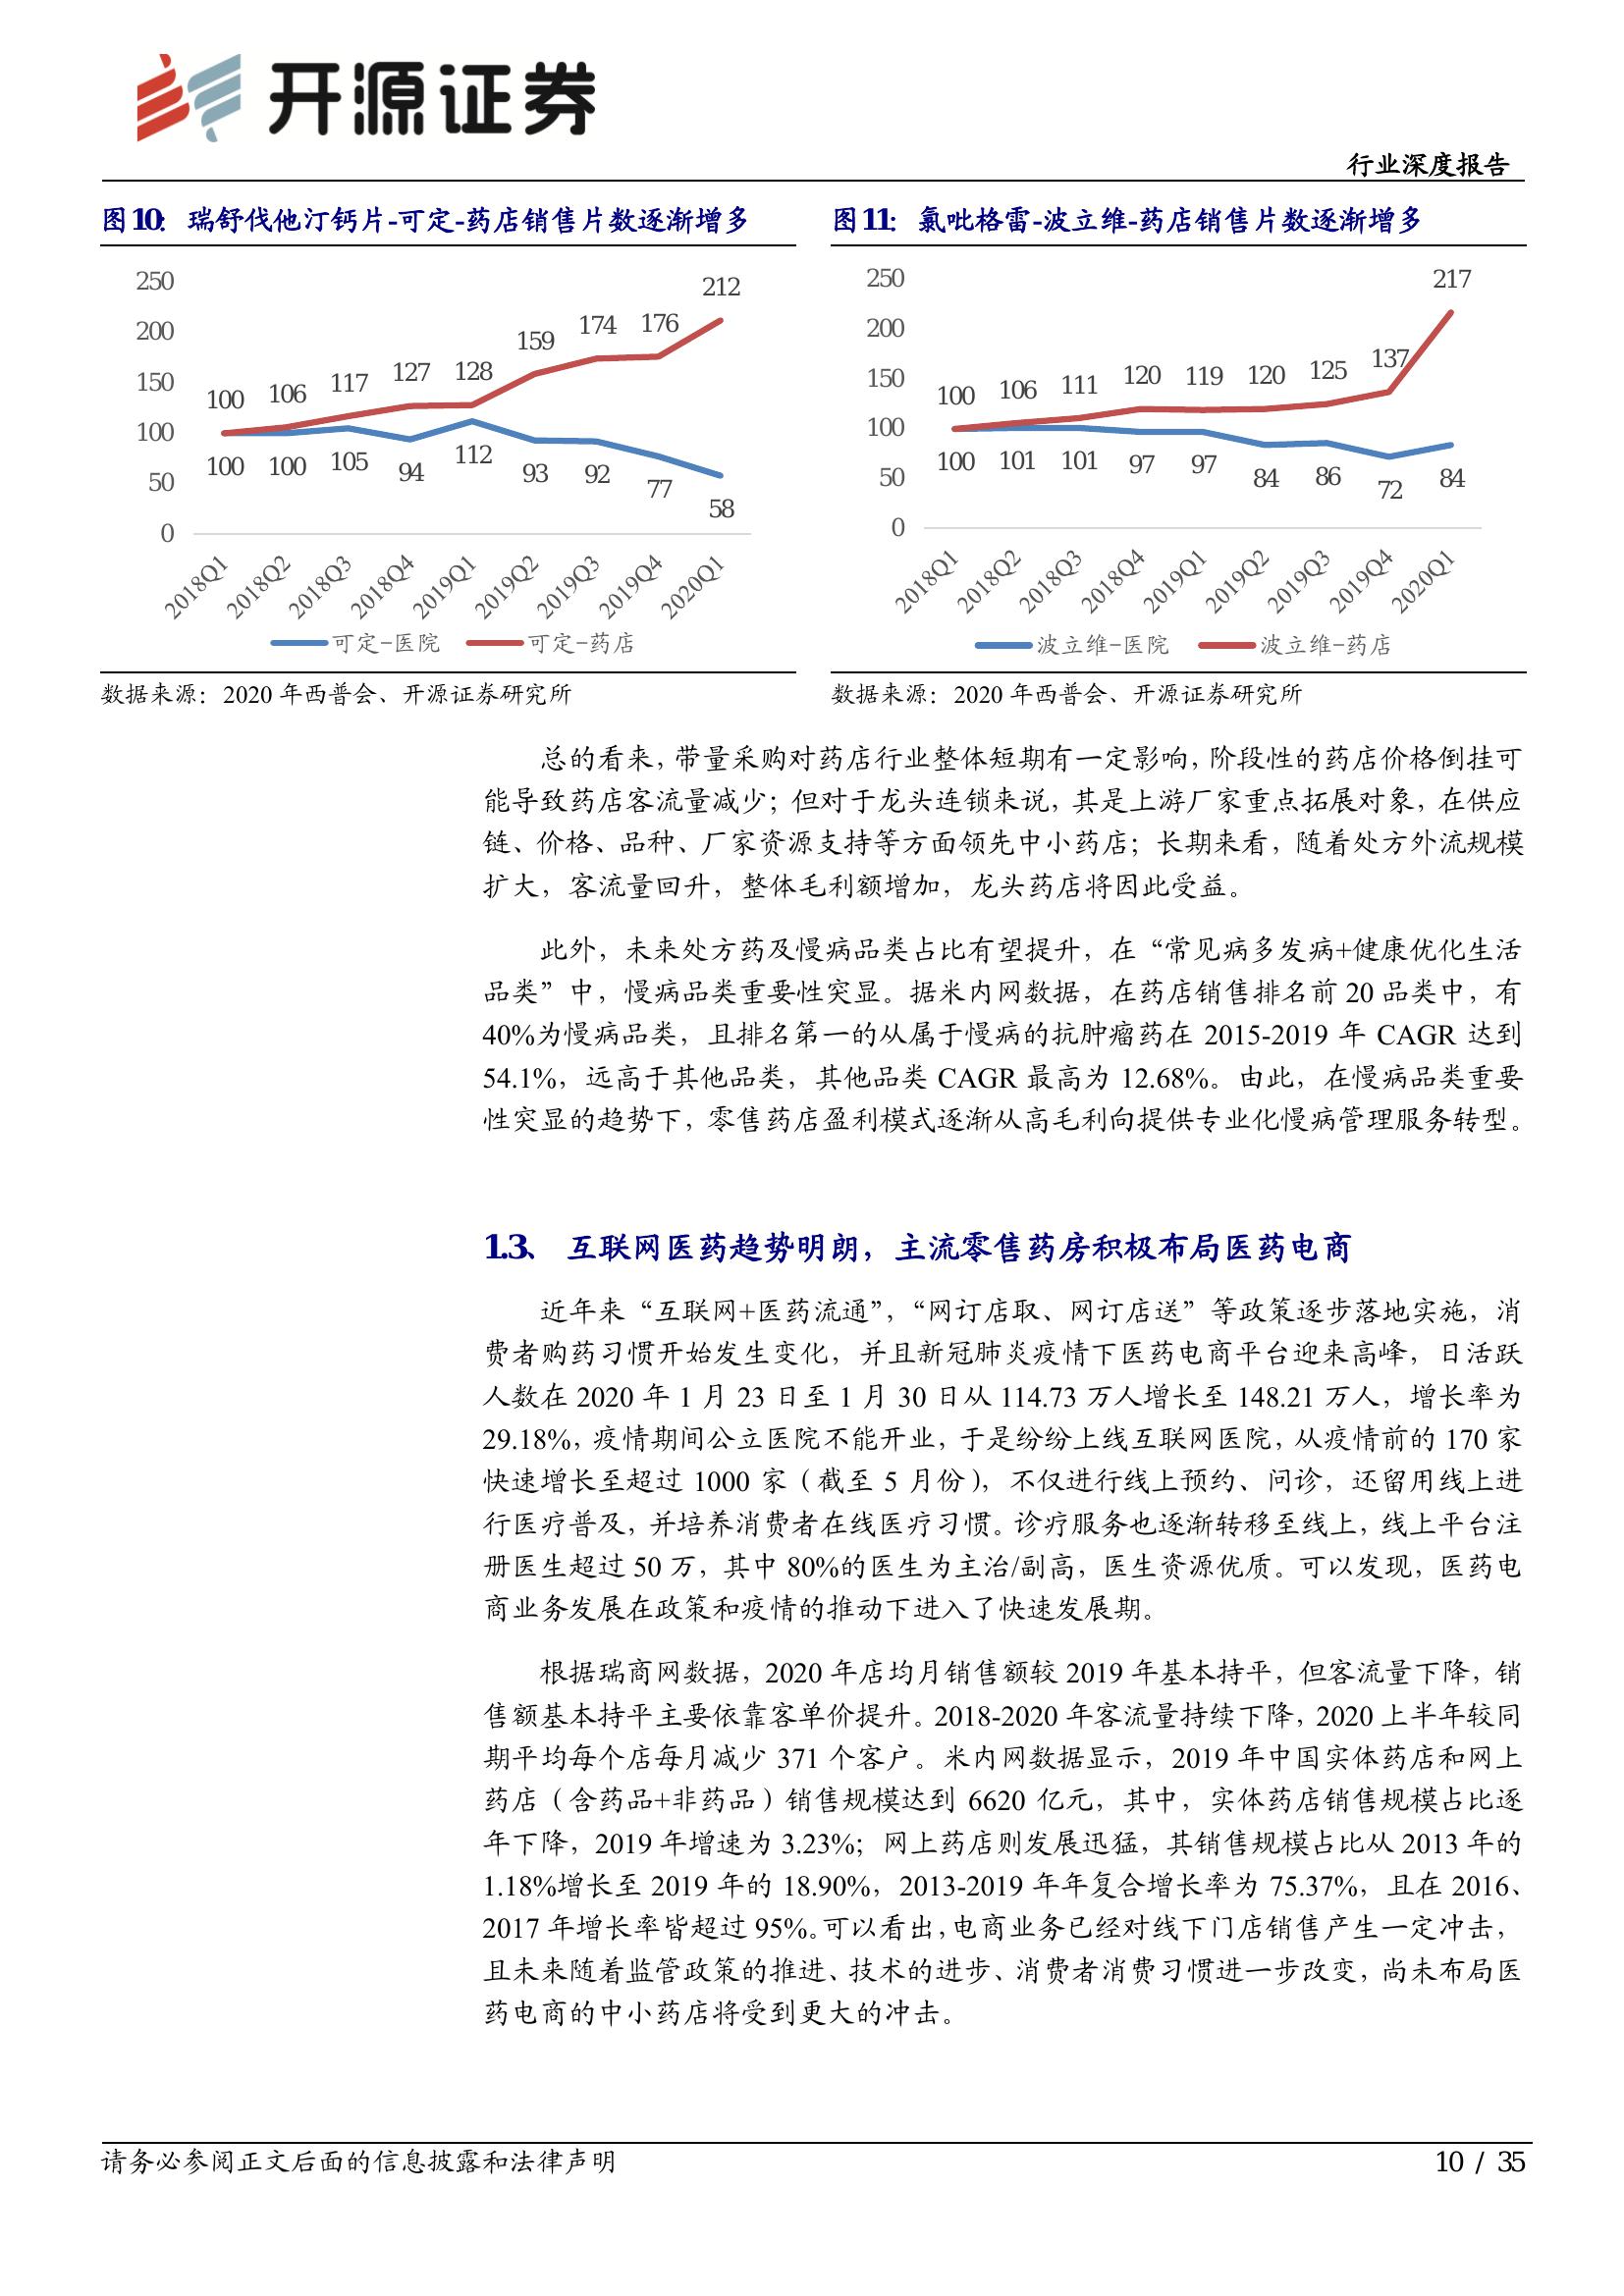 开源证券
行业深度报告
图10： 瑞舒伐他汀钙片-可定-药店销售片数逐渐增多
250
200
150
100
50
0
100 106 117 127 128 159 174 176 212
100 100 105 94 112 93 92 77 58
2018Q1 2018Q2 2018Q3 2018Q4 2019Q1 2019Q2 2019Q3 2019Q4 2020Q1
可定-医院 可定-药店
数据来源：2020 年西普会、开源证券研究所
图11： 氯吡格雷-波立维-药店销售片数逐渐增多
250
200
150
100
50
0
100 106 111 120 119 120 125 137 217
100 101 101 97 97 84 86 72 84
2018Q1 2018Q2 2018Q3 2018Q4 2019Q1 2019Q2 2019Q3 2019Q4 2020Q1
波立维-医院 波立维-药店
数据来源：2020 年西普会、开源证券研究所
总的看来，带量采购对药店行业整体短期有一定影响，阶段性的药店价格倒挂可
能导致药店客流量减少；但对于龙头连锁来说，其是上游厂家重点拓展对象，在供应
链、价格、品种、厂家资源支持等方面领先中小药店；长期来看，随着处方外流规模
扩大，客流量回升，整体毛利额增加，龙头药店将因此受益。
此外，未来处方药及慢病品类占比有望提升，在“常见病多发病+健康优化生活
品类”中，慢病品类重要性突显。据米内网数据，在药店销售排名前 20 品类中，有
40%为慢病品类，且排名第一的从属于慢病的抗肿瘤药在 2015-2019 年 CAGR 达到
54.1%，远高于其他品类，其他品类 CAGR 最高为 12.68%。由此，在慢病品类重要
性突显的趋势下，零售药店盈利模式逐渐从高毛利向提供专业化慢病管理服务转型。
1.3、 互联网医药趋势明朗，主流零售药房积极布局医药电商
近年来“互联网+医药流通”，“网订店取、网订店送”等政策逐步落地实施，消
费者购药习惯开始发生变化，并且新冠肺炎疫情下医药电商平台迎来高峰，日活跃
人数在 2020 年 1 月 23 日至 1 月 30 日从 114.73 万人增长至 148.21 万人，增长率为
29.18%，疫情期间公立医院不能开业，于是纷纷上线互联网医院，从疫情前的 170 家
快速增长至超过 1000 家（截至 5 月份），不仅进行线上预约、问诊，还留用线上进
行医疗普及，并培养消费者在线医疗习惯。诊疗服务也逐渐转移至线上，线上平台注
册医生超过 50 万，其中 80%的医生为主治/副高，医生资源优质。可以发现，医药电
商业务发展在政策和疫情的推动下进入了快速发展期。
根据瑞商网数据，2020 年店均月销售额较 2019 年基本持平，但客流量下降，销
售额基本持平主要依靠客单价提升。2018-2020 年客流量持续下降，2020 上半年较同
期平均每个店每月减少 371 个客户。米内网数据显示，2019 年中国实体药店和网上
药店（含药品+非药品）销售规模达到 6620 亿元，其中，实体药店销售规模占比逐
年下降，2019 年增速为 3.23%；网上药店则发展迅猛，其销售规模占比从 2013 年的
1.18%增长至 2019 年的 18.90%，2013-2019 年年复合增长率为 75.37%，且在 2016、
2017 年增长率皆超过 95%。可以看出，电商业务已经对线下门店销售产生一定冲击，
且未来随着监管政策的推进、技术的进步、消费者消费习惯进一步改变，尚未布局医
药电商的中小药店将受到更大的冲击。
请务必参阅正文后面的信息披露和法律声明
10 / 35